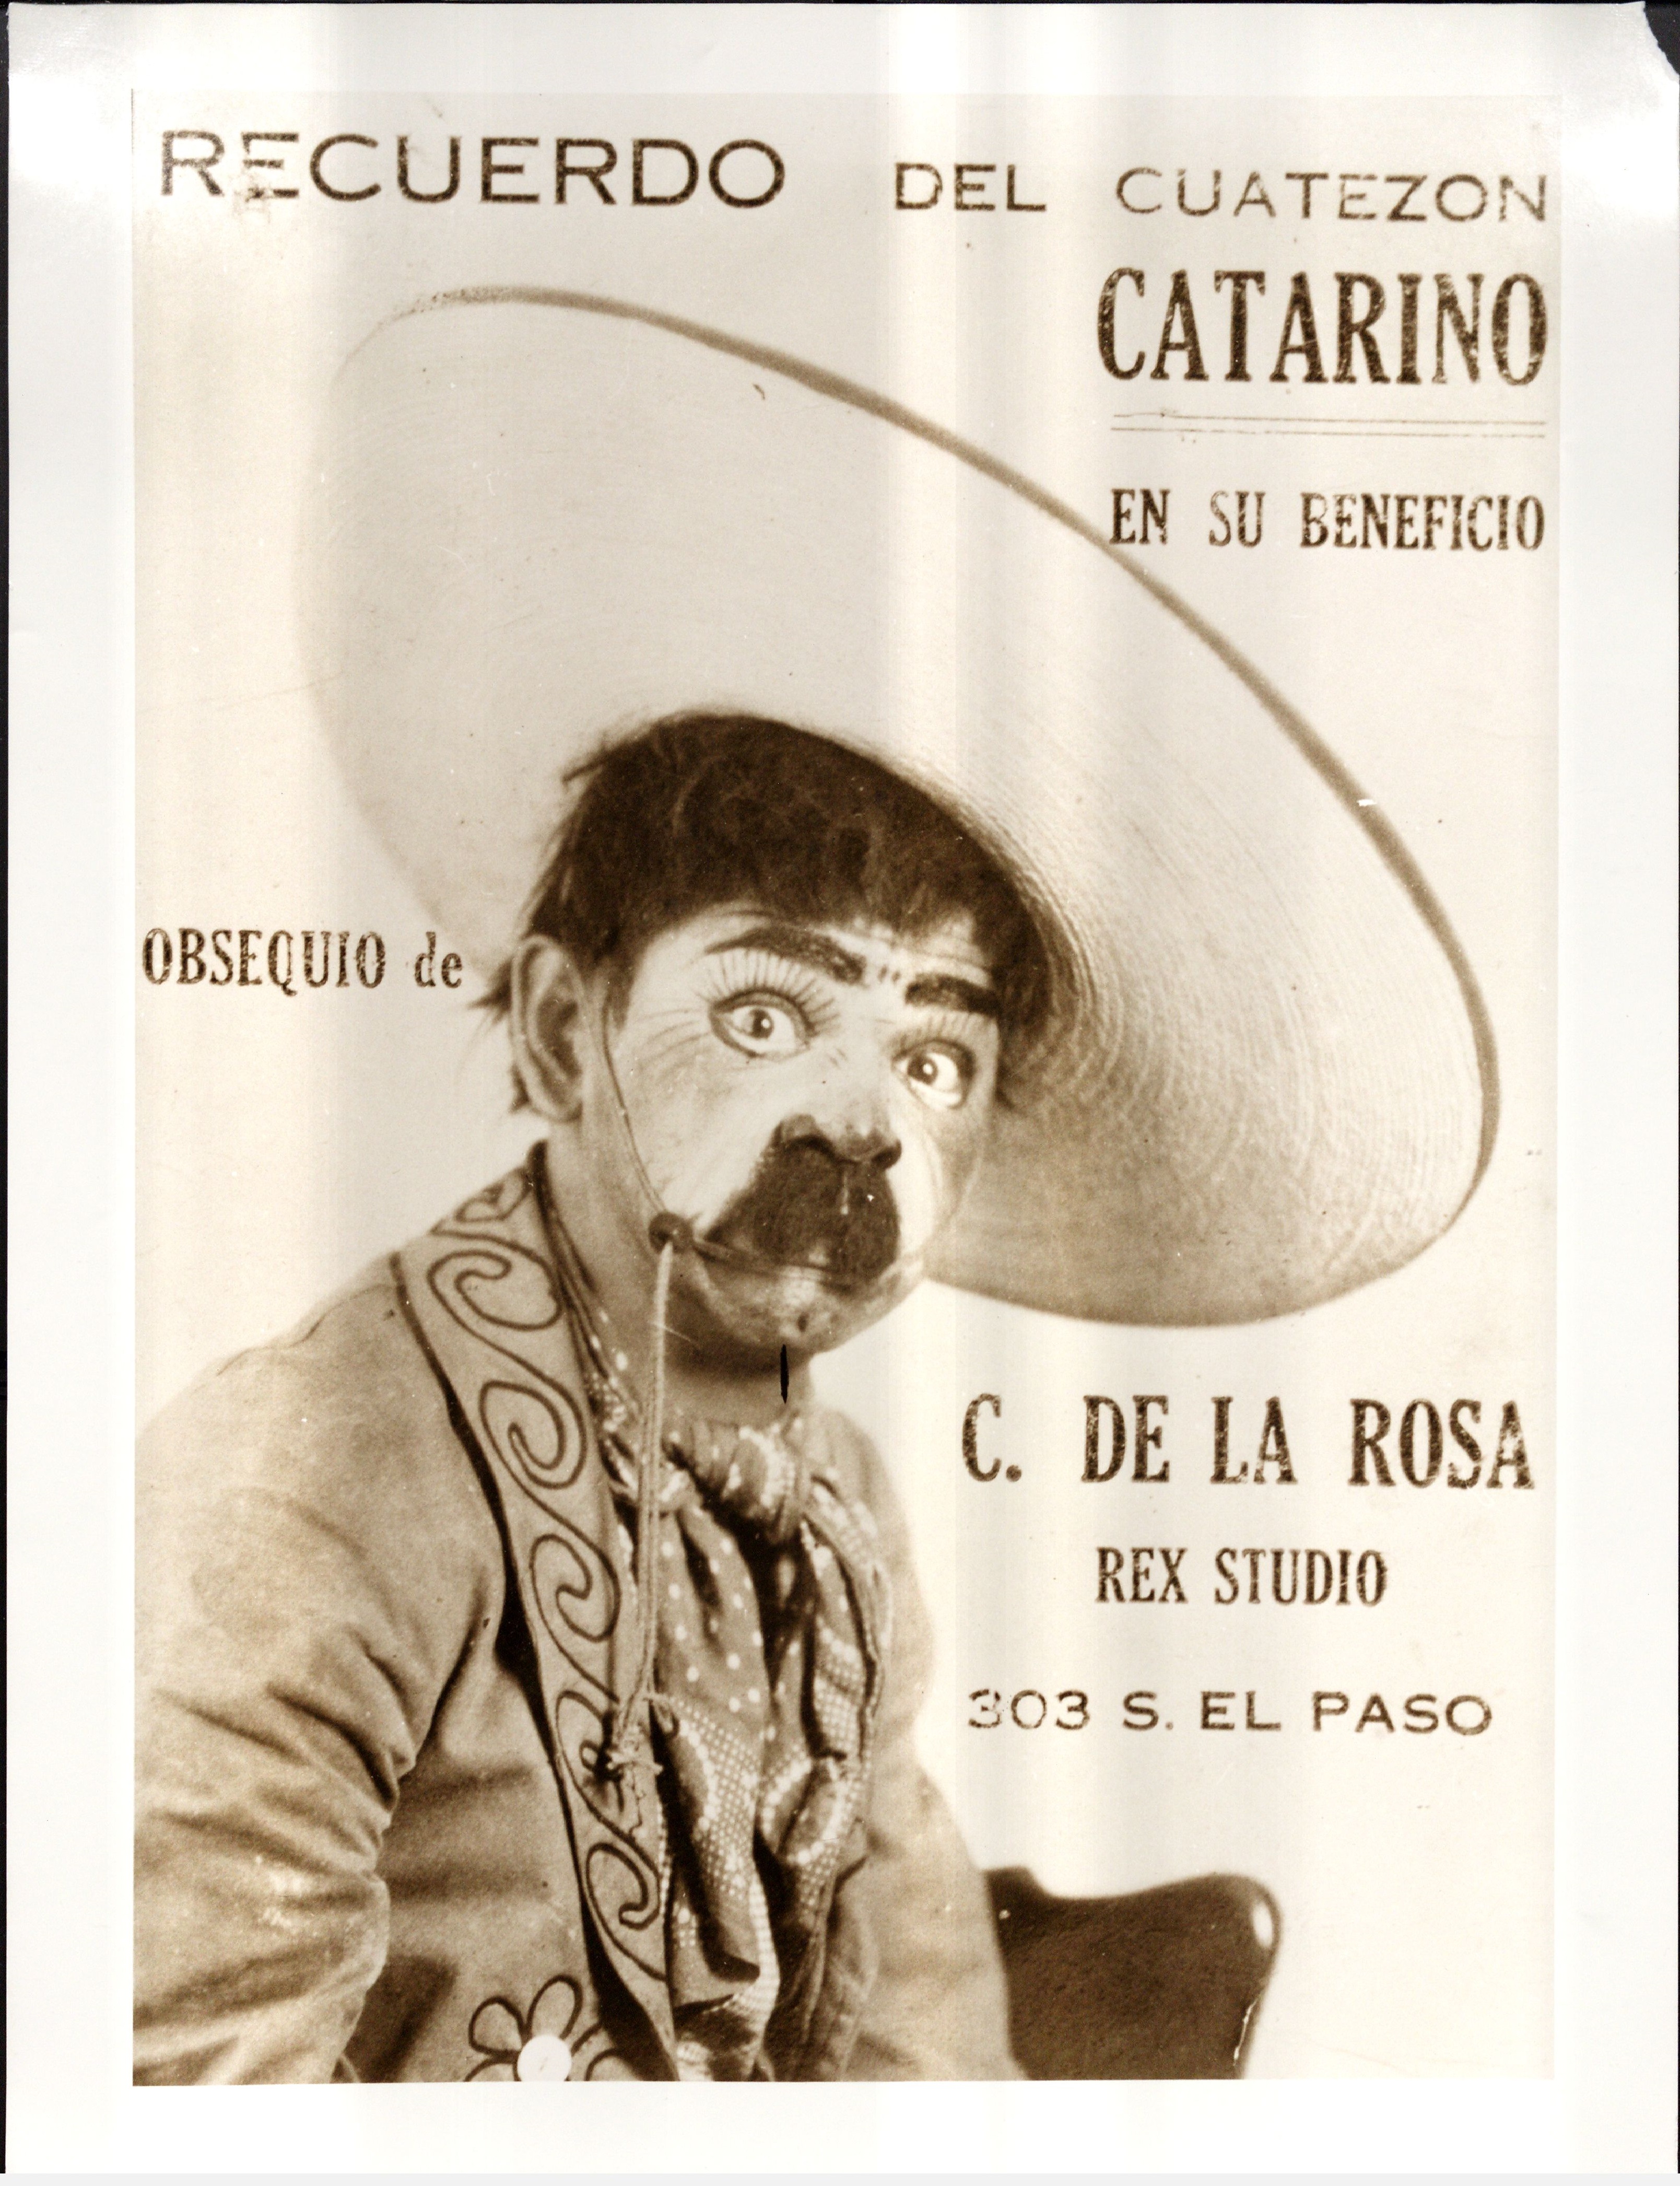 RECUERDO DEL CUATEZON
CATARINO
EN SU BENEFICIO
OBSEQUIO de
C. DE LA ROSA
REX STUDIO
303 S. EL PASO